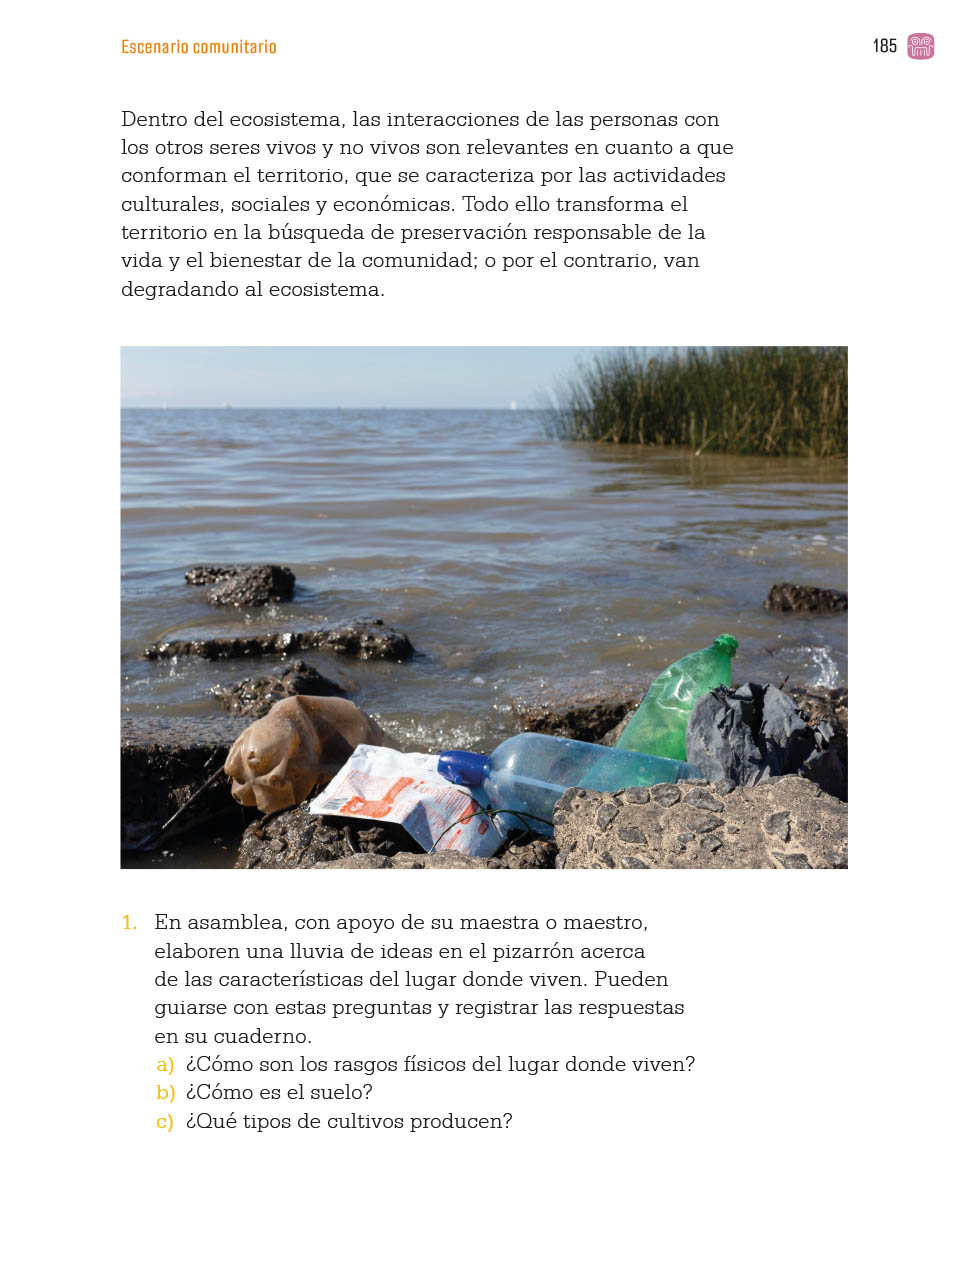 Escenario comunitario
185
Dentro del ecosistema, las interacciones de las personas con
los otros seres vivos y no vivos son relevantes en cuanto a que
conforman el territorio, que se caracteriza por las actividades
culturales, sociales y económicas. Todo ello transforma el
territorio en la búsqueda de preservación responsable de la
vida y el bienestar de la comunidad; o por el contrario, van
degradando al ecosistema.
1. En asamblea, con apoyo de su maestra o maestro,
elaboren una lluvia de ideas en el pizarrón acerca
de las características del lugar donde viven. Pueden
guiarse con estas preguntas y registrar las respuestas
en su cuaderno.
a) ¿Cómo son los rasgos físicos del lugar donde viven?
b) ¿Cómo es el suelo?
c) ¿Qué tipos de cultivos producen?